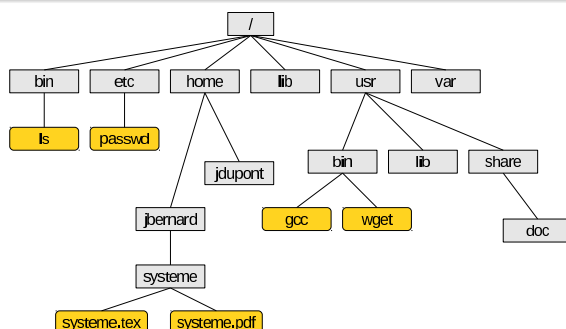 /
bin
etc
home
lib
usr
var
ls
passwd
jdupont
bin
lib
share
jbernard
gcc
wget
doc
systeme
systeme.tex
systeme.pdf